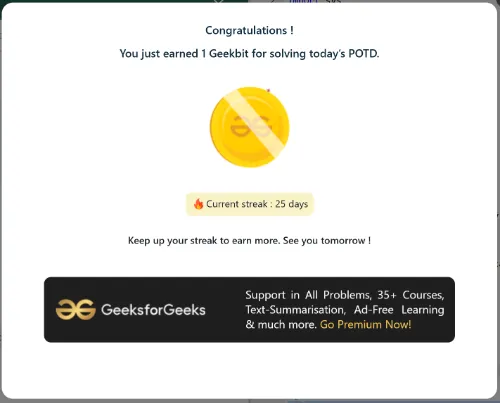 Congratulations !
You just earned 1 Geekbit for solving today's POTD.
Current streak : 25 days
Keep up your streak to earn more. See you tomorrow !
GeeksforGeeks
Support in All Problems, 35+ Courses,
Text-Summarisation, Ad-Free Learning
& much more. Go Premium Now!